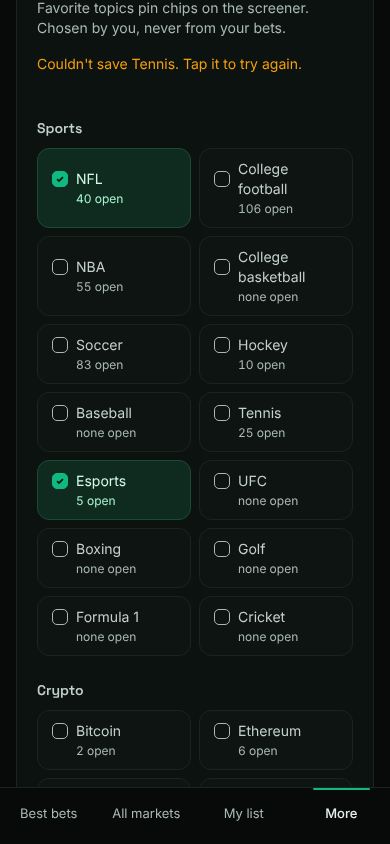 Favorite topics pin chips on the screener.
Chosen by you, never from your bets.
Couldn't save Tennis. Tap it to try again.
Sports
NFL
40 open
College
football
106 open
NBA
55 open
College
basketball
none open
Soccer
83 open
Hockey
10 open
Baseball
none open
Tennis
25 open
Esports
5 open
UFC
none open
Boxing
none open
Golf
none open
Formula 1
none open
Cricket
none open
Crypto
Bitcoin
2 open
Ethereum
6 open
Best bets
All markets
My list
More